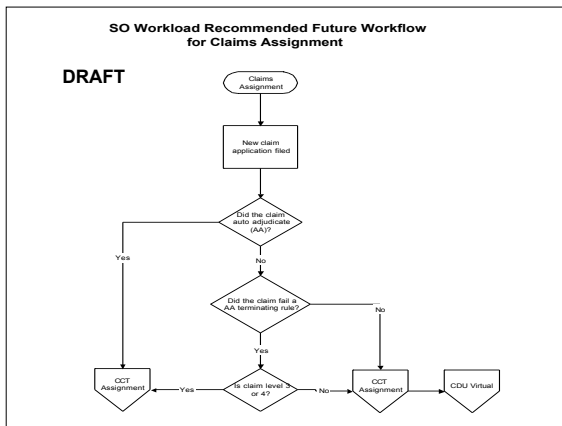 SO Workload Recommended Future Workflow
for Claims Assignment
DRAFT
Claims
Assignment
New claim
application filed
Did the claim
auto adjudicate
(AA)?
Yes
No
Did the claim fail a
AA terminating rule?
No
Yes
CCT
Assignment
Yes
Is claim level 3
or 4?
No
CCT
Assignment
CDU Virtual